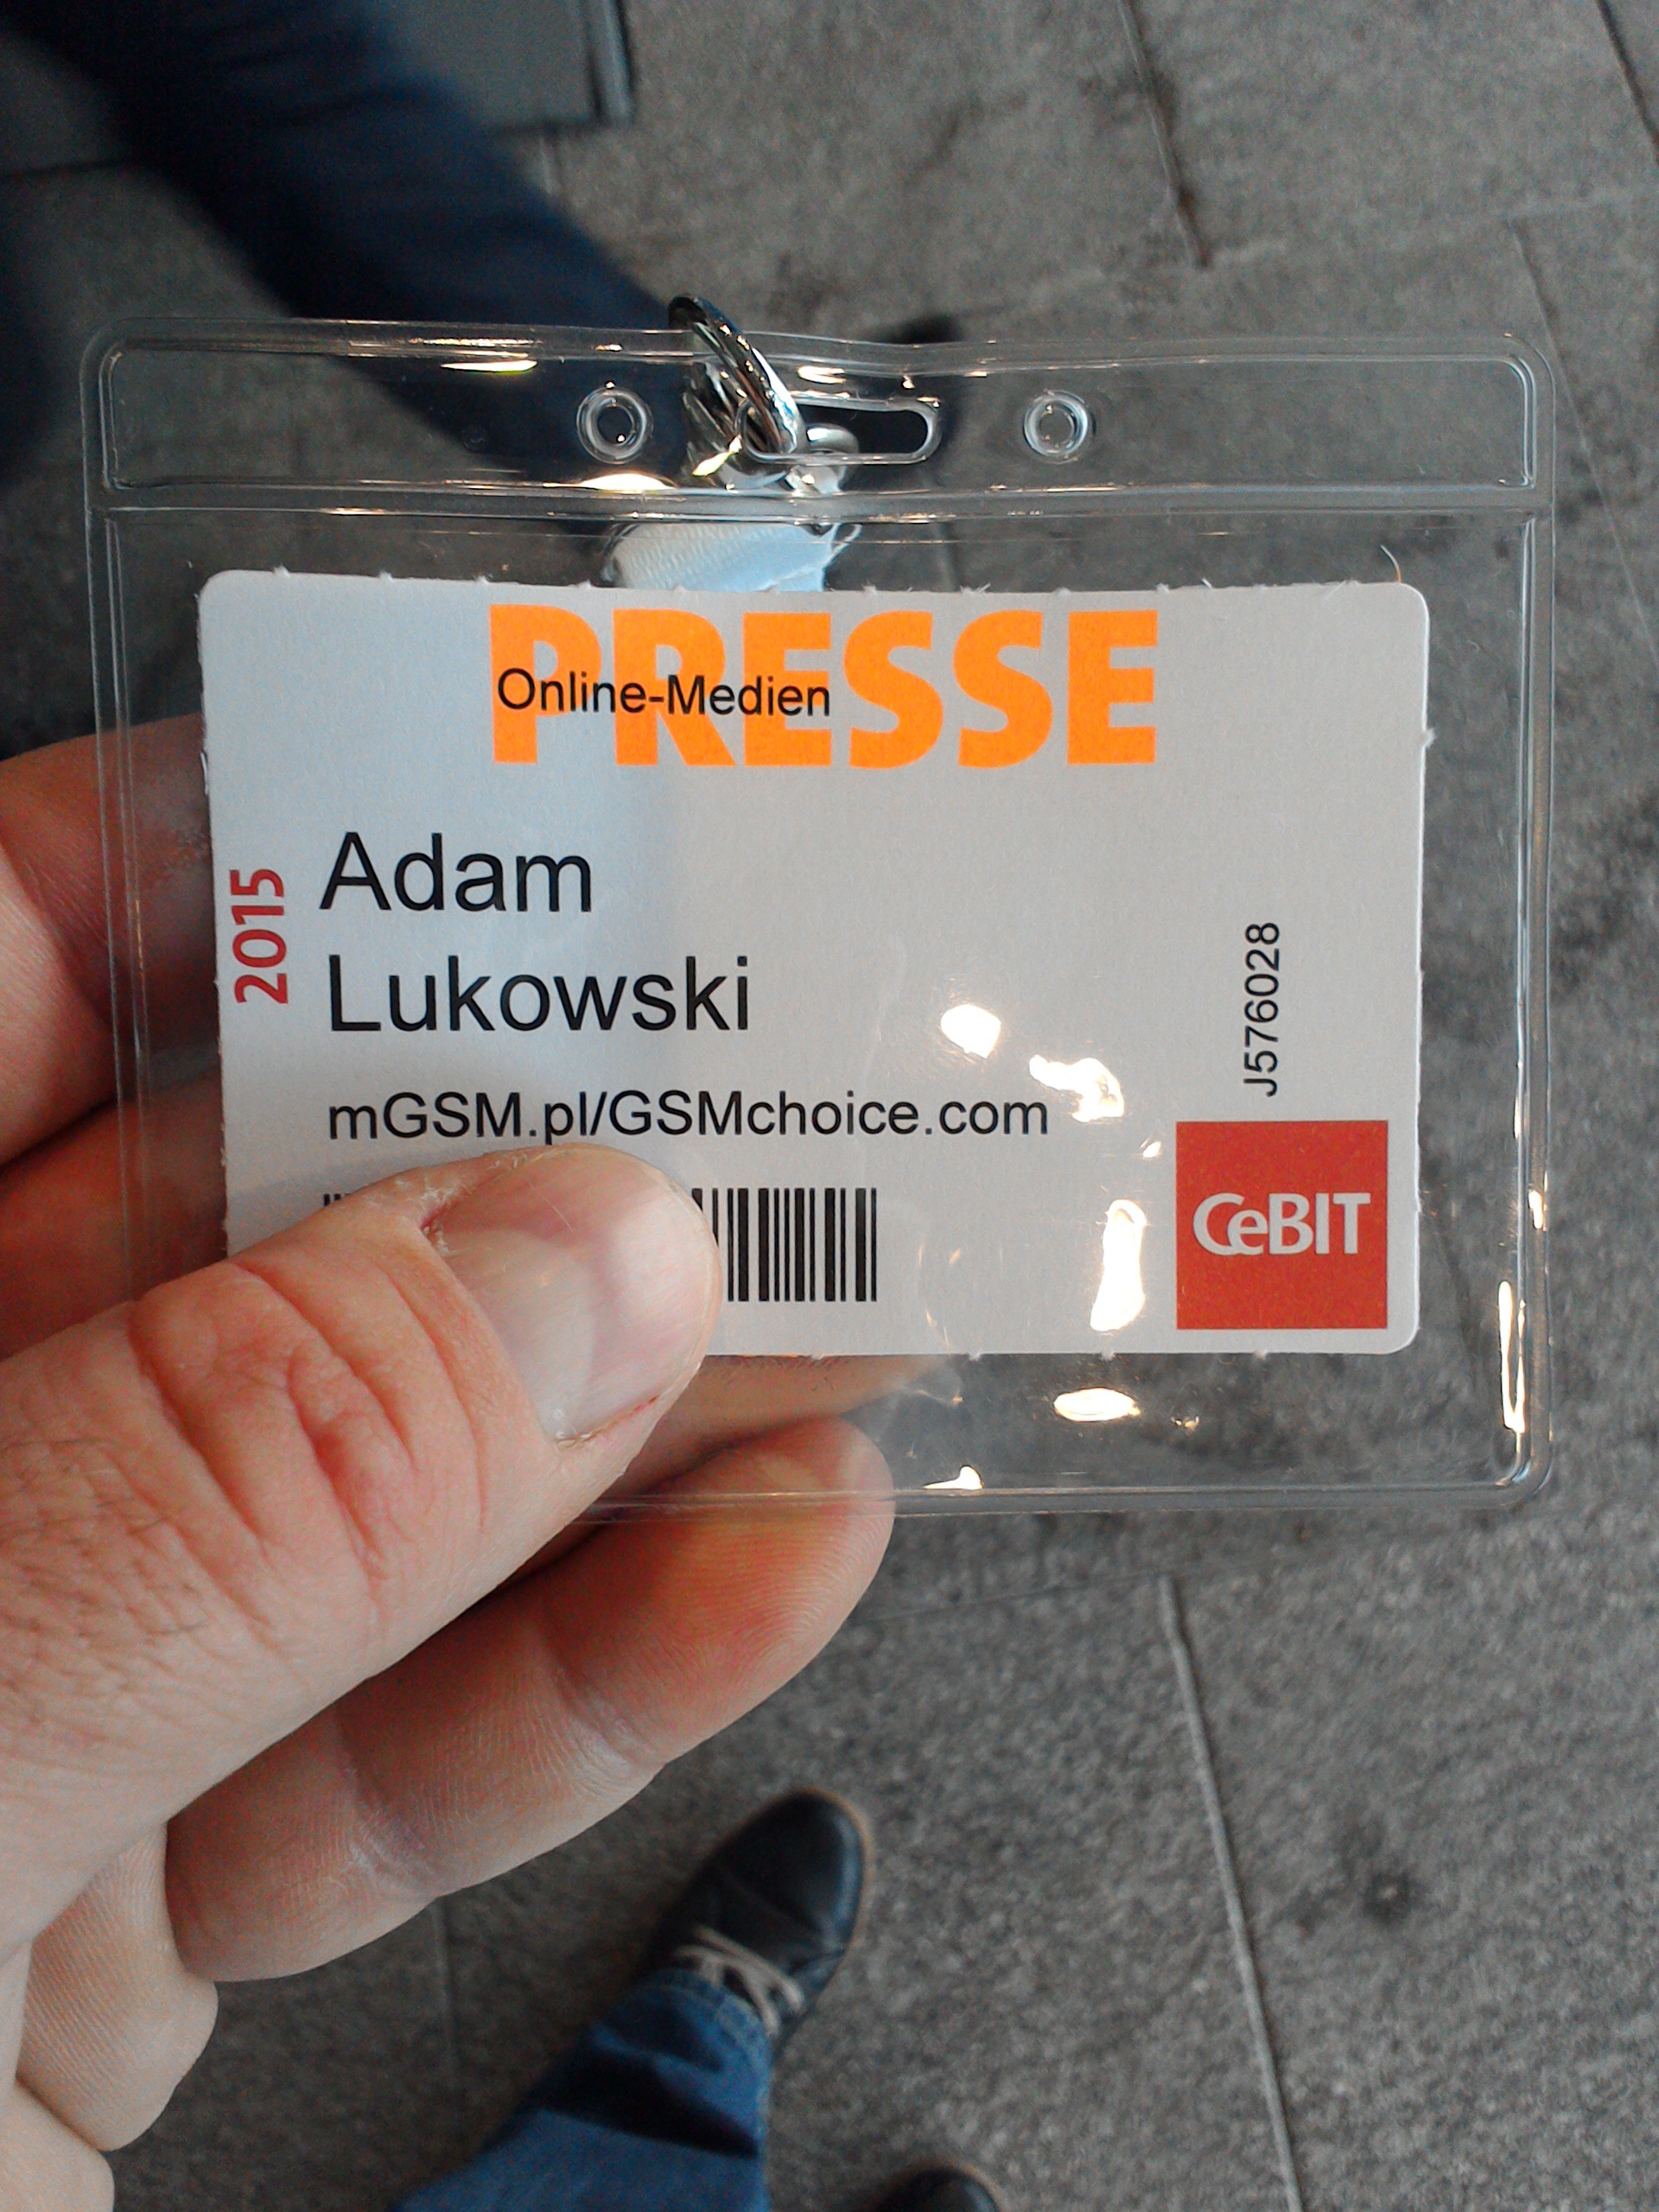 PRESSE
Online-Medien
2015
Adam
Lukowski
mGSM.pl/GSMchoice.com
J576028
CeBIT